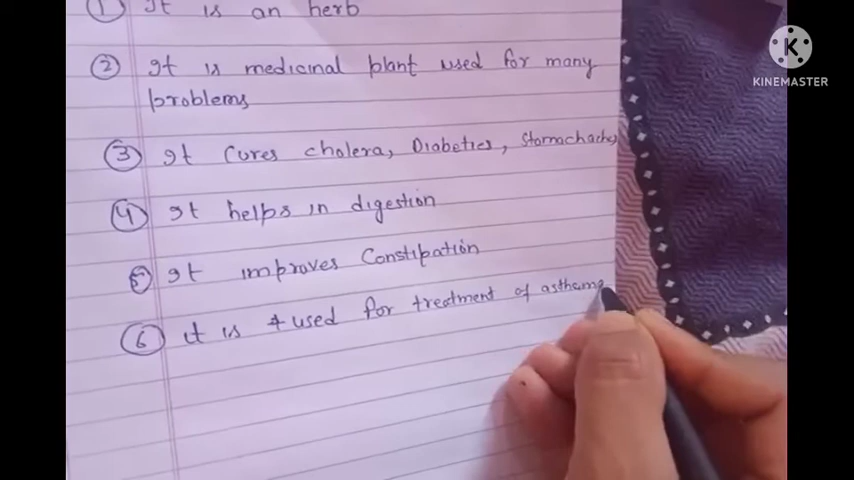 ① It is an herb
② It is medicinal plant used for many
problems
③ It Cures cholera, Diabeties, Stomachache,
④ It helps in digestion
⑤ It improves Constipation
⑥ it is used for treatment of asthama
K
KINEMASTER